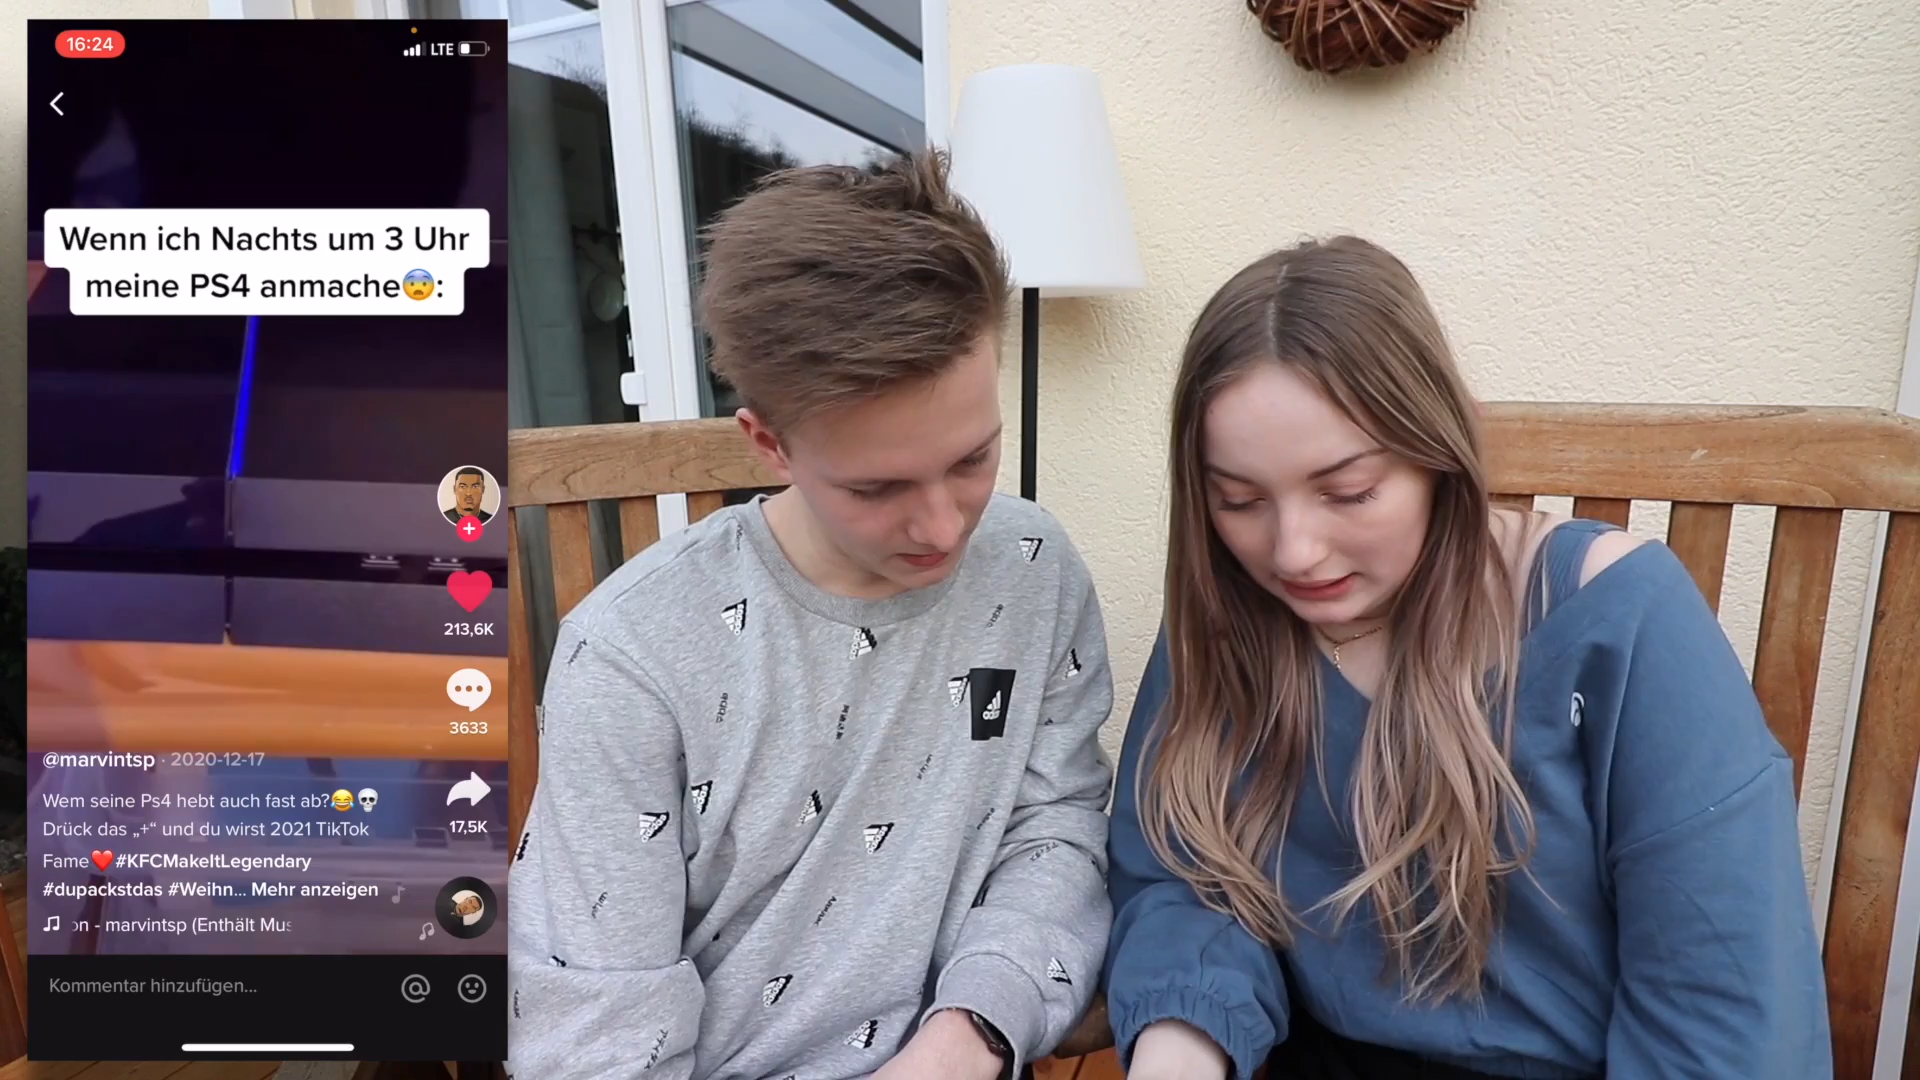 16:24
LTE
Wenn ich Nachts um 3 Uhr
meine PS4 anmache😨:
213,6K
3633
@marvintsp · 2020-12-17
Wem seine Ps4 hebt auch fast ab?😂💀
Drück das „+“ und du wirst 2021 TikTok
Fame❤️#KFCMakeItLegendary
#dupackstdas #Weihn... Mehr anzeigen
17,5K
on - marvintsp (Enthält Mus
Kommentar hinzufügen...